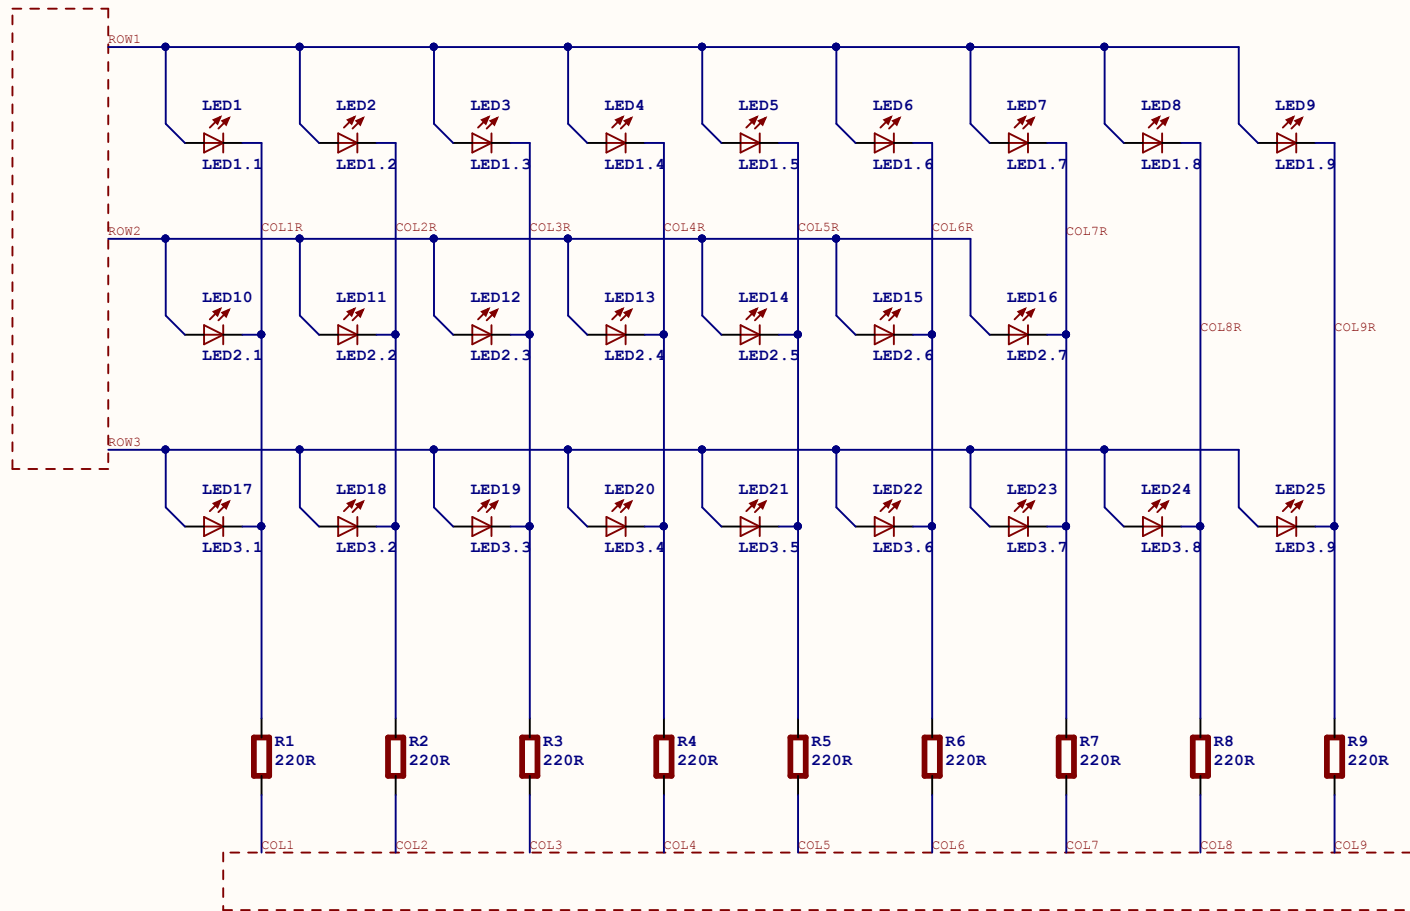 ROW1
LED1 LED2 LED3 LED4 LED5 LED6 LED7 LED8 LED9
LED1.1 LED1.2 LED1.3 LED1.4 LED1.5 LED1.6 LED1.7 LED1.8 LED1.9
COL1R COL2R COL3R COL4R COL5R COL6R COL7R
ROW2
LED10 LED11 LED12 LED13 LED14 LED15 LED16
COL8R COL9R
LED2.1 LED2.2 LED2.3 LED2.4 LED2.5 LED2.6 LED2.7
ROW3
LED17 LED18 LED19 LED20 LED21 LED22 LED23 LED24 LED25
LED3.1 LED3.2 LED3.3 LED3.4 LED3.5 LED3.6 LED3.7 LED3.8 LED3.9
R1 R2 R3 R4 R5 R6 R7 R8 R9
220R 220R 220R 220R 220R 220R 220R 220R 220R
COL1 COL2 COL3 COL4 COL5 COL6 COL7 COL8 COL9